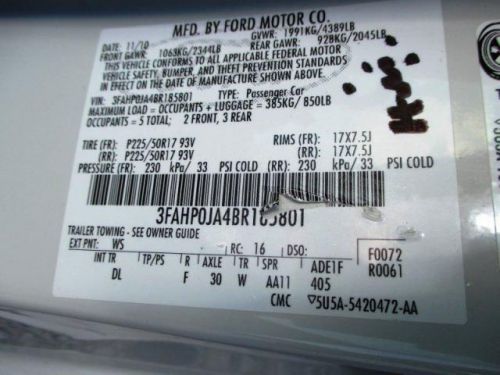 MFD. BY FORD MOTOR CO.
DATE: 11/10 GVWR: 1991KG/4389LB
FRONT GAWR: 1063KG/2344LB REAR GAWR: 928KG/2045LB
THIS VEHICLE CONFORMS TO ALL APPLICABLE FEDERAL MOTOR
VEHICLE SAFETY, BUMPER, AND THEFT PREVENTION STANDARDS
IN EFFECT ON THE DATE OF MANUFACTURE SHOWN ABOVE.
VIN: 3FAHP0JA4BR185801 TYPE: Passenger Car
MAXIMUM LOAD = OCCUPANTS + LUGGAGE = 385KG/850LB
OCCUPANTS = 5 TOTAL: 2 FRONT, 3 REAR
TIRE (FR): P225/50R17 93V RIMS (FR): 17X7.5J
(RR): P225/50R17 93V (RR): 17X7.5J
PRESSURE (FR): 230 kPa/ 33 PSI COLD (RR): 230 kPa/ 33 PSI COLD
3FAHP0JA4BR185801
TRAILER TOWING - SEE OWNER GUIDE
EXT PNT: WS RC: 16 DSO: F0072
INT TR TP/PS R AXLE TR SPR ADE1F R0061
DL F 30 W AA11 405
CMC 5U5A-5420472-AA